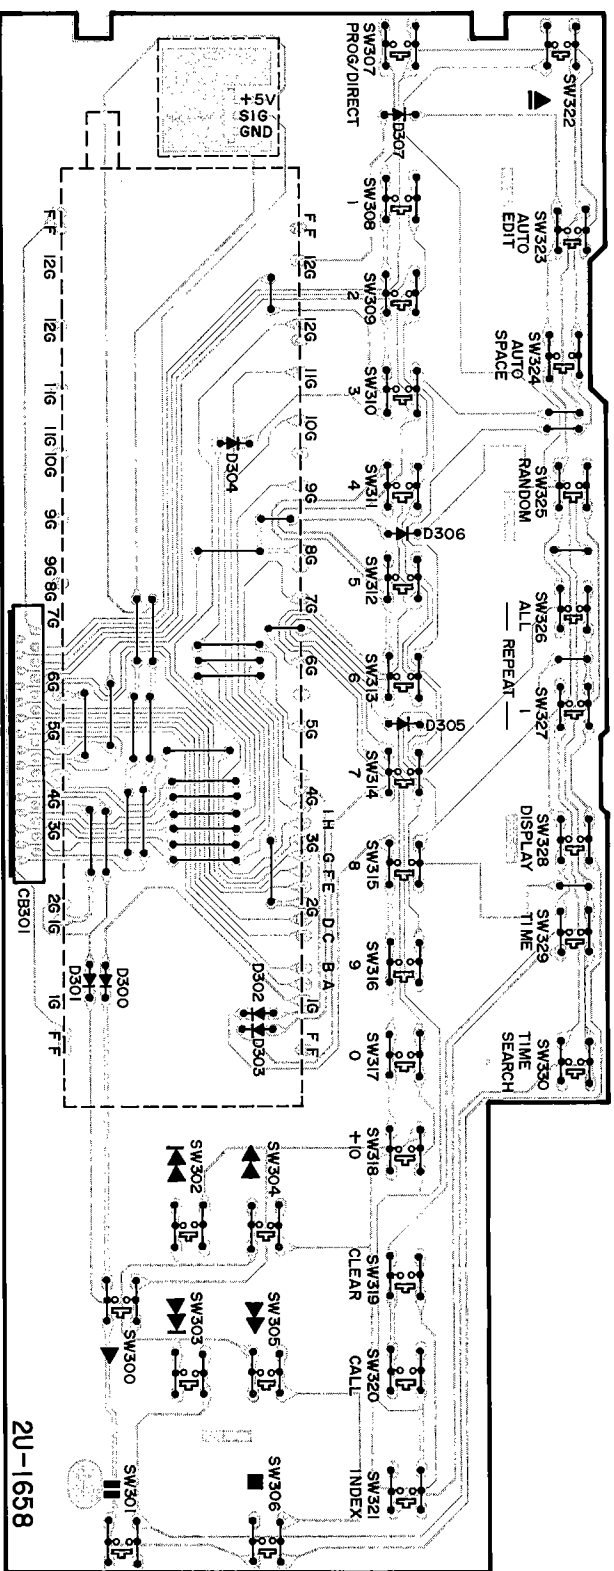 SW307
PROG/DIRECT
SW322
+5V
SIG
GND
D307
SW308
1
SW323
AUTO
EDIT
SW309
2
SW324
AUTO
SPACE
SW310
3
SW325
RANDOM
SW311
4
D304
D306
SW312
5
SW326
ALL
REPEAT
SW327
1
SW313
6
D305
SW314
7
SW328
DISPLAY
SW315
8
SW329
TIME
SW316
9
SW330
TIME
SEARCH
SW317
0
SW318
+10
SW319
CLEAR
SW320
CALL
SW321
INDEX
FF
12G
12G
11G
10G
9G
8G
7G
6G
5G
4G
I H
3G
G F E
2G
D C
B A
1G
FF
FF
12G
12G
11G
11G
10G
9G
9G
8G
7G
6G
5G
4G
3G
2G
1G
1G
FF
CB301
D300
D301
D302
D303
SW302
SW304
SW303
SW305
SW300
SW301
SW306
2U-1658